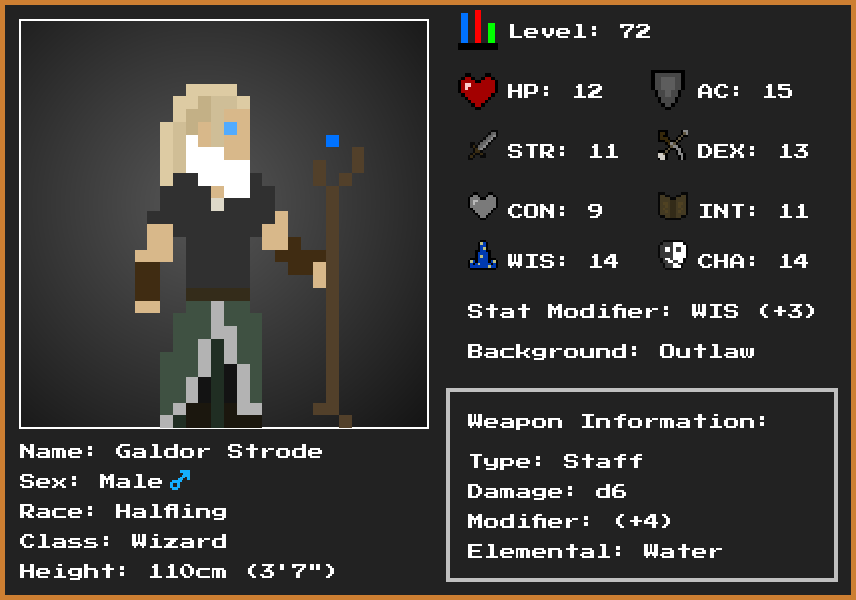 Level: 72
HP: 12
AC: 15
STR: 11
DEX: 13
CON: 9
INT: 11
WIS: 14
CHA: 14
Stat Modifier: WIS (+3)
Background: Outlaw
Weapon Information:
Type: Staff
Damage: d6
Modifier: (+4)
Elemental: Water
Name: Galdor Strode
Sex: Male ♂
Race: Halfling
Class: Wizard
Height: 110cm (3'7")